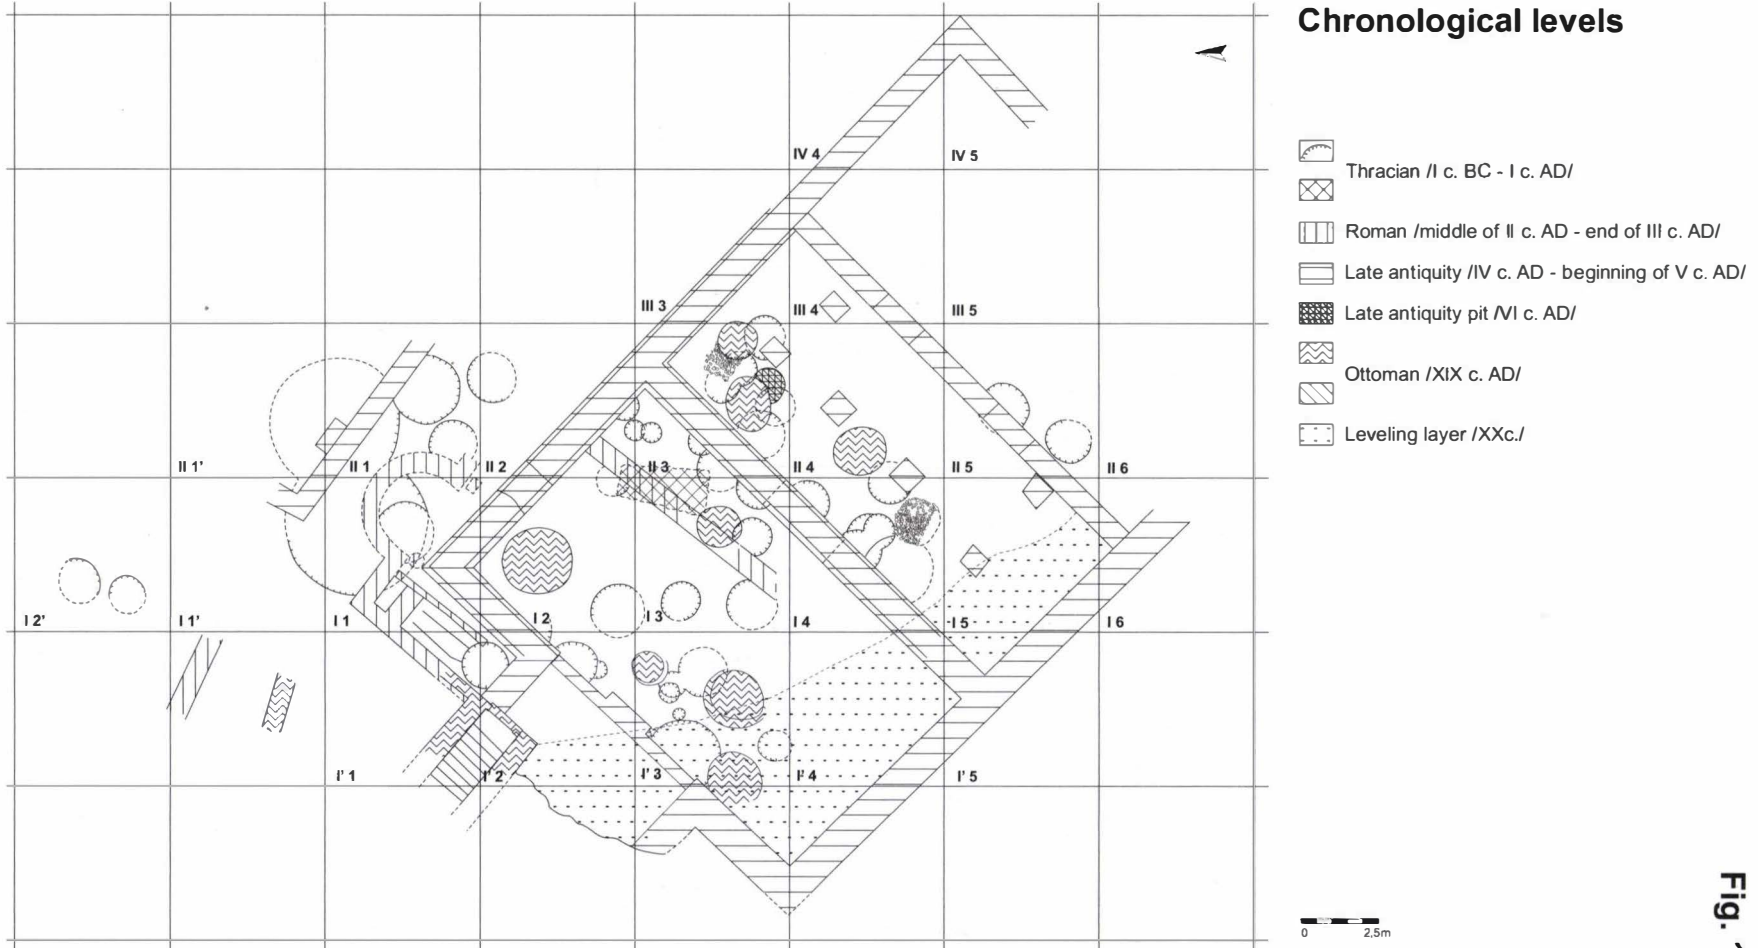 Chronological levels
Thracian /I c. BC - I c. AD/
Roman /middle of II c. AD - end of III c. AD/
Late antiquity /IV c. AD - beginning of V c. AD/
Late antiquity pit /VI c. AD/
Ottoman /XIX c. AD/
Leveling layer /XXc./
IV 4
IV 5
III 3
III 4
III 5
II 1'
II 1
II 2
II 3
II 4
II 5
II 6
I 2'
I 1'
I 1
I 2
I 3
I 4
I 5
I 6
I' 1
I' 2
I' 3
I' 4
I' 5
0 2,5m
Fig.